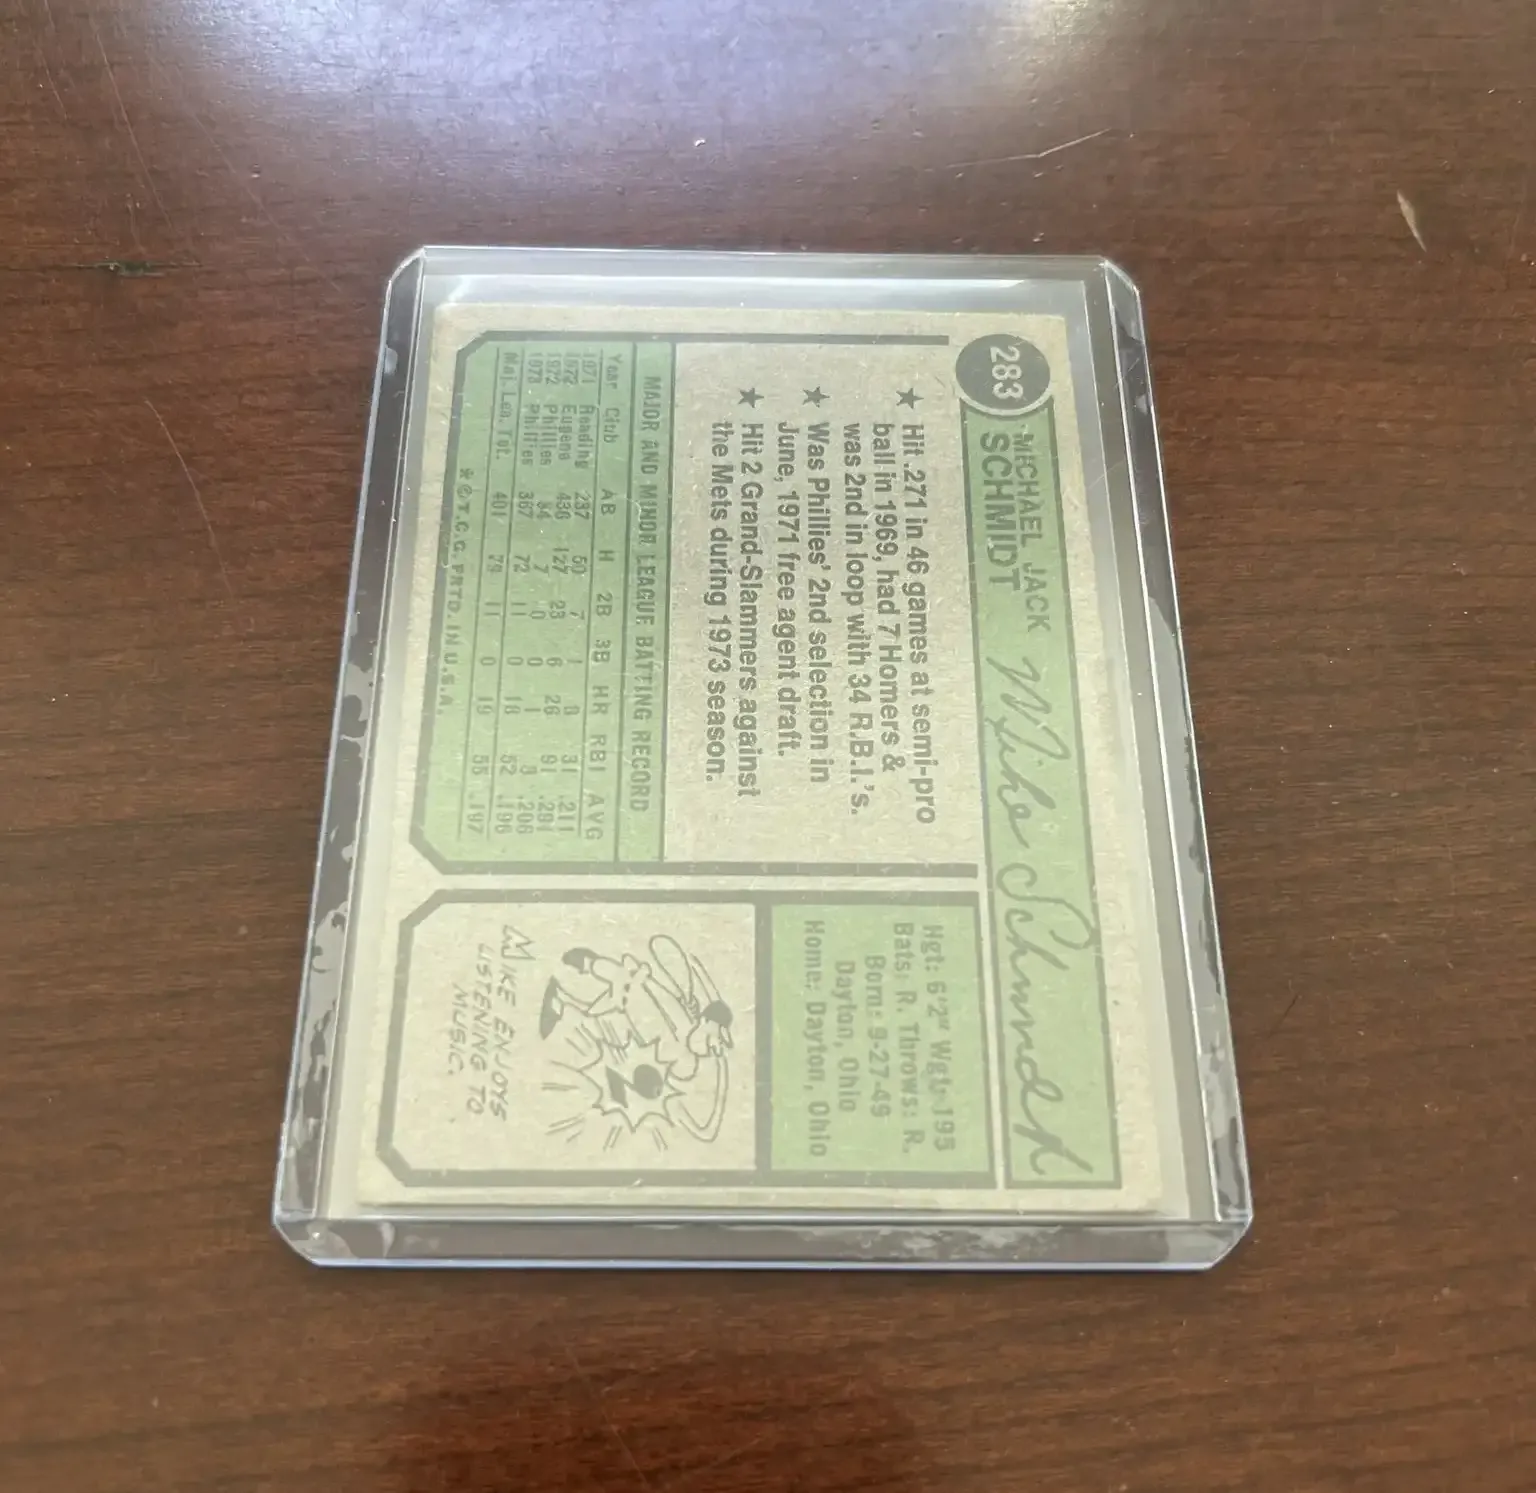 283
MICHAEL JACK
SCHMIDT
Mike Schmidt
★ Hit .271 in 46 games at semi-pro
ball in 1969, had 7 Homers &
was 2nd in loop with 34 R.B.I.'s.
★ Was Phillies' 2nd selection in
June, 1971 free agent draft.
★ Hit 2 Grand-Slammers against
the Mets during 1973 season.
MAJOR AND MINOR LEAGUE BATTING RECORD
Year Club AB H 2B 3B HR RBI AVG
1971 Reading 237 50 7 1 8 31 .211
1972 Eugene 436 127 23 6 26 91 .291
1972 Phillies 34 7 0 0 1 3 .206
1973 Phillies 367 72 11 0 18 52 .196
Maj. Lea. Tot. 401 79 11 0 19 55 .197
*©T.C.G. PRTD. IN U.S.A.
Hgt: 6'2" Wgt: 195
Bats: R. Throws: R.
Born: 9-27-49
Dayton, Ohio
Home: Dayton, Ohio
MIKE ENJOYS
LISTENING TO
MUSIC.